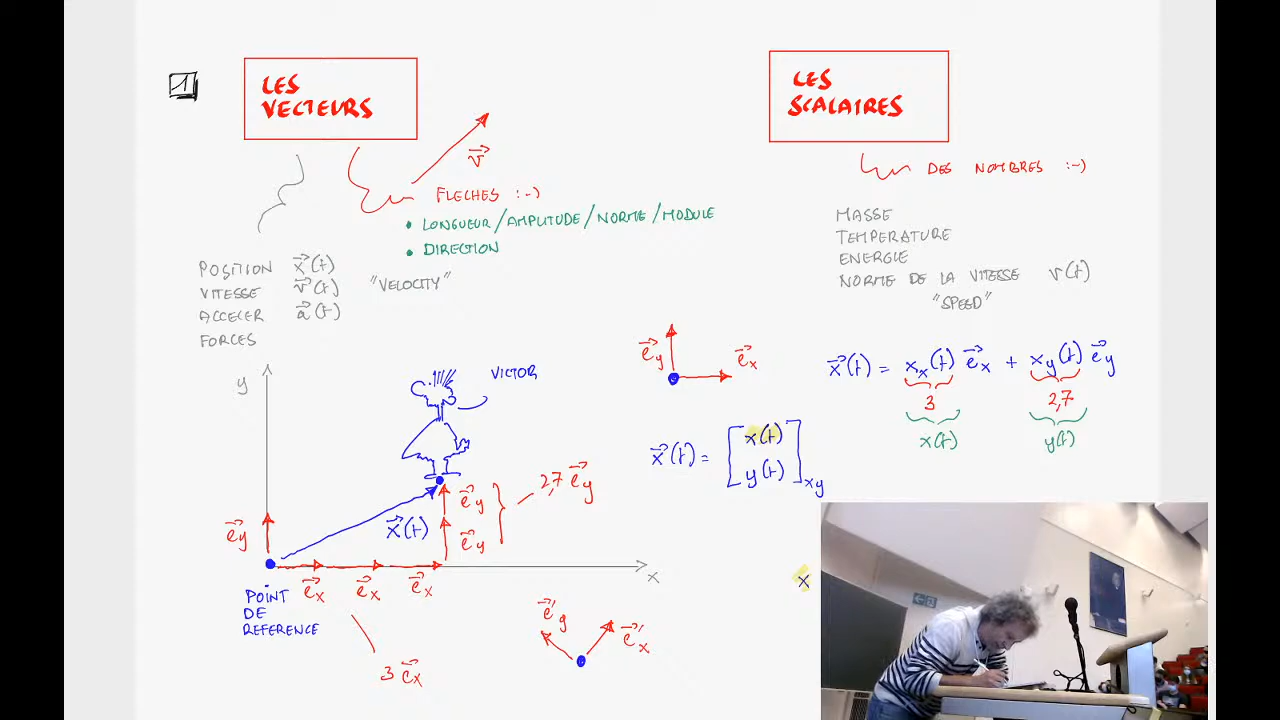 1
LES
VECTEURS
v⃗
FLECHES :-)
• LONGUEUR/AMPLITUDE/NORME/MODULE
• DIRECTION
POSITION x⃗(t)
VITESSE v⃗(t) "VELOCITY"
ACCELER a⃗(t)
FORCES
LES
SCALAIRES
DES NOMBRES :-)
MASSE
TEMPERATURE
ENERGIE
NORME DE LA VITESSE v(t)
"SPEED"
y
VICTOR
e⃗y
e⃗x
x⃗(t) = xx(t) e⃗x + xy(t) e⃗y
3 2,7
x(t) y(t)
x⃗(t) = [x(t)
y(t)]xy
e⃗y
e⃗y
2,7 e⃗y
x⃗(t)
e⃗y
e⃗x e⃗x e⃗x
x
POINT
DE
REFERENCE
3 e⃗x
e⃗'y
e⃗'x
x